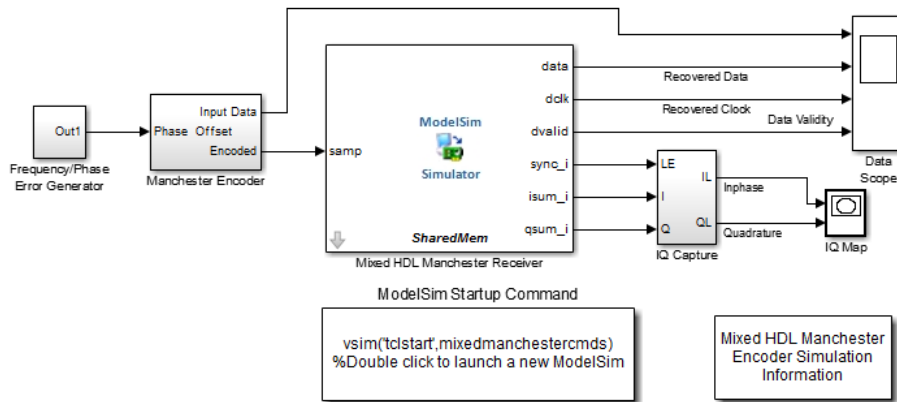 data
Recovered Data
dclk
Recovered Clock
dvalid
Data Validity
Data
Scope
Out1
Frequency/Phase
Error Generator
Input Data
Phase Offset
Encoded
Manchester Encoder
samp
ModelSim
Simulator
sync_i
isum_i
qsum_i
SharedMem
Mixed HDL Manchester Receiver
LE
I
Q
IL
QL
IQ Capture
Inphase
Quadrature
IQ Map
ModelSim Startup Command
vsim('tclstart',mixedmanchestercmds)
%Double click to launch a new ModelSim
Mixed HDL Manchester
Encoder Simulation
Information